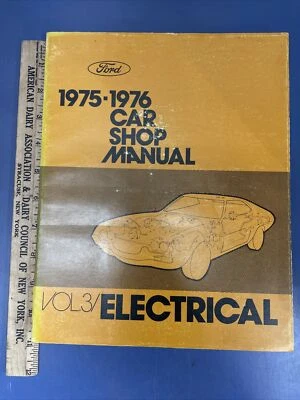 Ford
1975-1976
CAR
SHOP
MANUAL
VOL 3/ELECTRICAL
AMERICAN DAIRY ASSOCIATION & DAIRY COUNCIL OF NEW YORK, INC.
SYRACUSE, NEW YORK